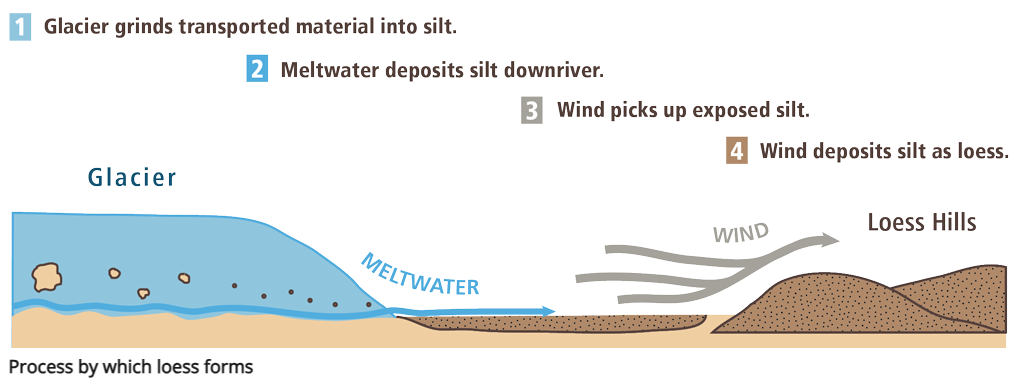 1 Glacier grinds transported material into silt.
2 Meltwater deposits silt downriver.
3 Wind picks up exposed silt.
4 Wind deposits silt as loess.
Glacier
MELTWATER
WIND
Loess Hills
Process by which loess forms